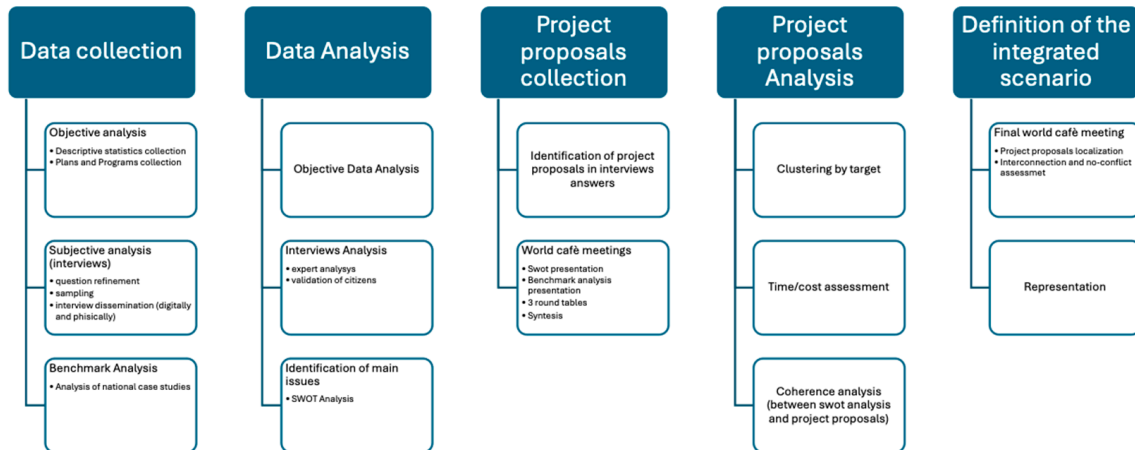 Data collection
Objective analysis
• Descriptive statistics collection
• Plans and Programs collection
Subjective analysis
(interviews)
• question refinement
• sampling
• interview dissemination (digitally
and phisically)
Benchmark Analysis
• Analysis of national case studies
Data Analysis
Objective Data Analysis
Interviews Analysis
• expert analysys
• validation of citizens
Identification of main
issues
• SWOT Analysis
Project
proposals
collection
Identification of project
proposals in interviews
answers
World cafè meetings
• Swot presentation
• Benchmark analysis
presentation
• 3 round tables
• Syntesis
Project
proposals
Analysis
Clustering by target
Time/cost assessment
Coherence analysis
(between swot analysis
and project proposals)
Definition of the
integrated
scenario
Final world cafè meeting
• Project proposals localization
• Interconnection and no-conflict
assessmet
Representation